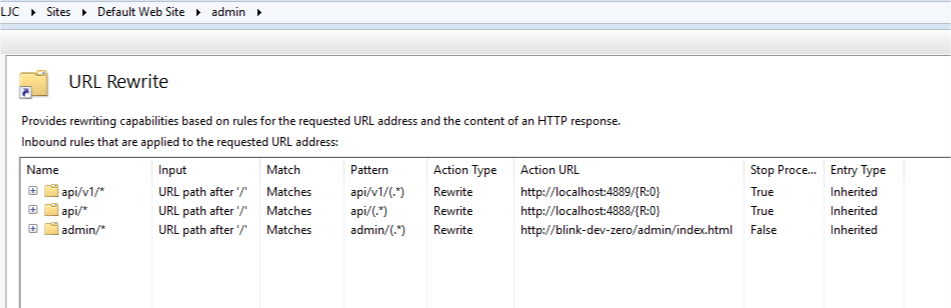 LJC ▸ Sites ▸ Default Web Site ▸ admin ▸
URL Rewrite
Provides rewriting capabilities based on rules for the requested URL address and the content of an HTTP response.
Inbound rules that are applied to the requested URL address:
Name Input Match Pattern Action Type Action URL Stop Proce... Entry Type
api/v1/* URL path after '/' Matches api/v1/(.*) Rewrite http://localhost:4889/{R:0} True Inherited
api/* URL path after '/' Matches api/(.*) Rewrite http://localhost:4888/{R:0} True Inherited
admin/* URL path after '/' Matches admin/(.*) Rewrite http://blink-dev-zero/admin/index.html False Inherited